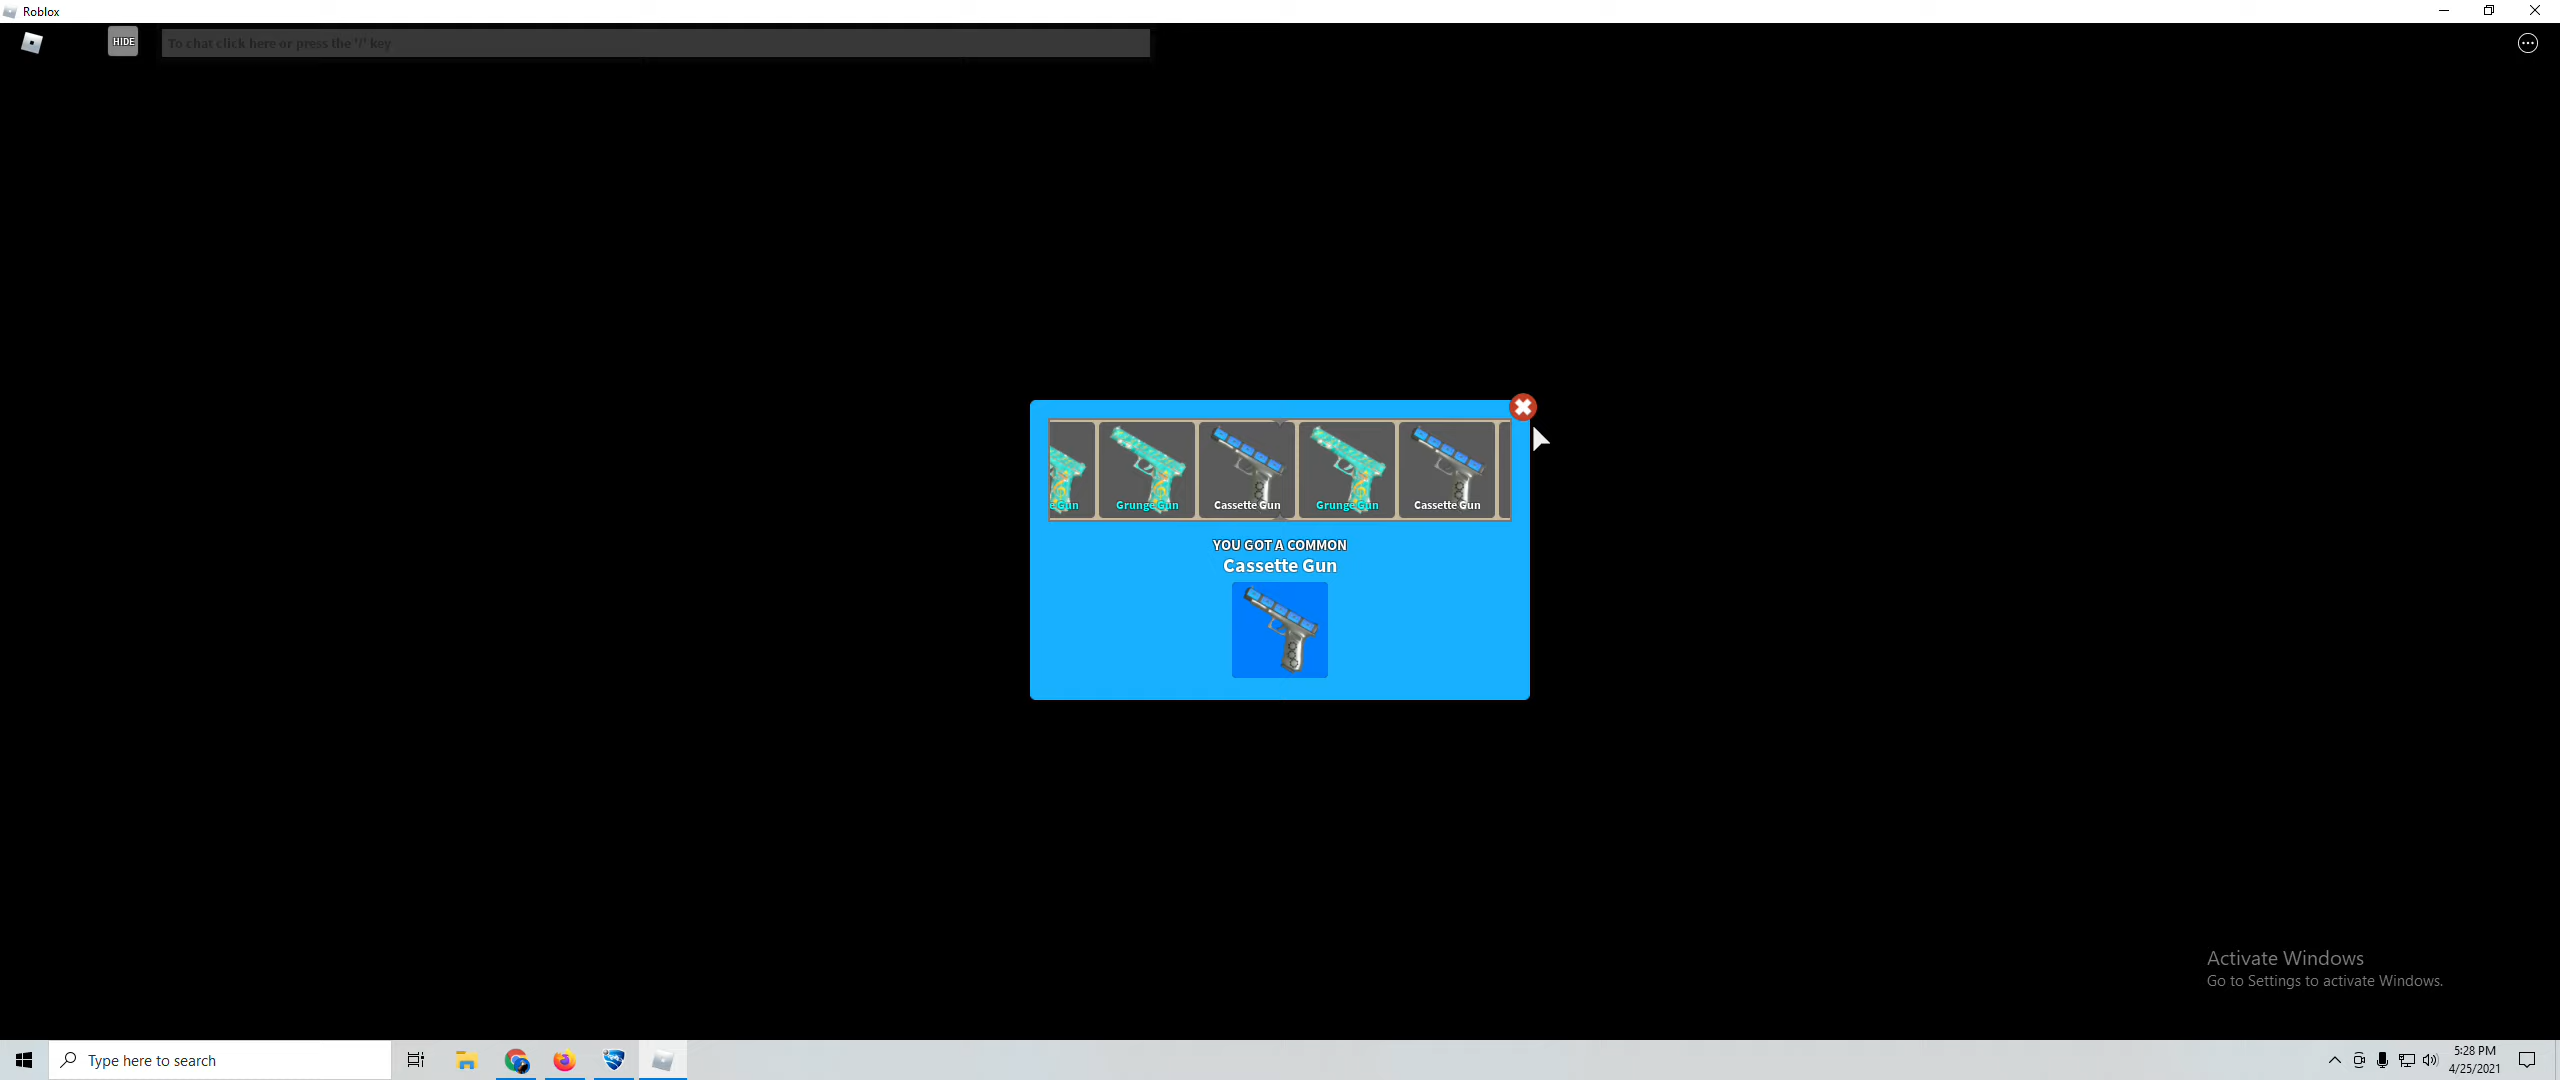 Roblox
HIDE
To chat click here or press the '/' key
e Gun
Grunge Gun
Cassette Gun
Grunge Gun
Cassette Gun
YOU GOT A COMMON
Cassette Gun
Activate Windows
Go to Settings to activate Windows.
Type here to search
5:28 PM
4/25/2021